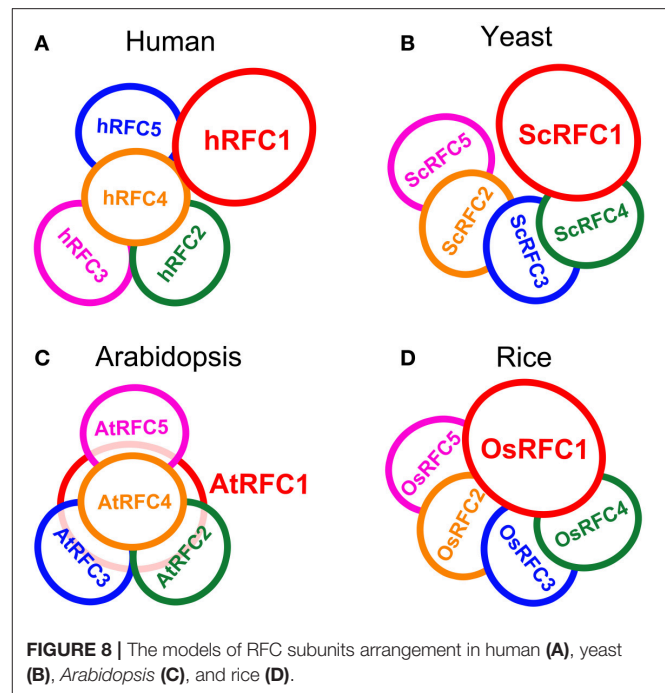 A
Human
hRFC5
hRFC1
hRFC4
hRFC3
hRFC2
B
Yeast
ScRFC1
ScRFC5
ScRFC2
ScRFC3
ScRFC4
C
Arabidopsis
AtRFC5
AtRFC1
AtRFC4
AtRFC3
AtRFC2
D
Rice
OsRFC1
OsRFC5
OsRFC2
OsRFC3
OsRFC4
FIGURE 8 | The models of RFC subunits arrangement in human (A), yeast
(B), Arabidopsis (C), and rice (D).